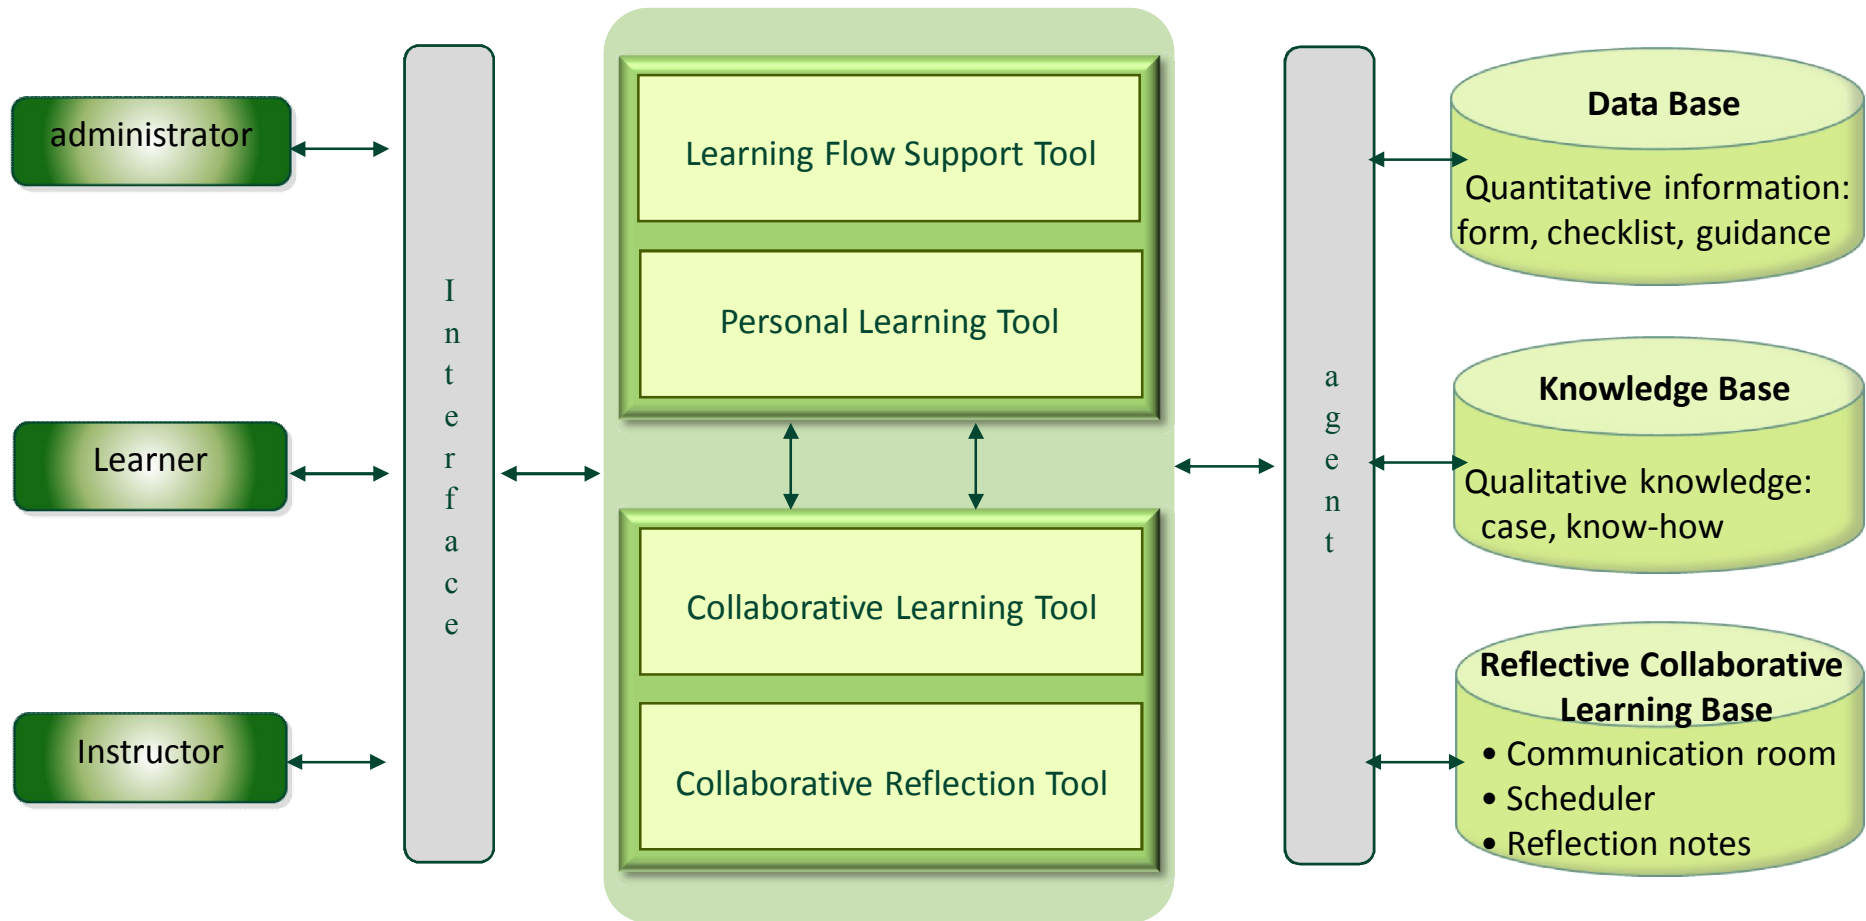 administrator
Learner
Instructor
Interface
Learning Flow Support Tool
Personal Learning Tool
Collaborative Learning Tool
Collaborative Reflection Tool
agent
Data Base
Quantitative information:
form, checklist, guidance
Knowledge Base
Qualitative knowledge:
case, know-how
Reflective Collaborative
Learning Base
• Communication room
• Scheduler
• Reflection notes